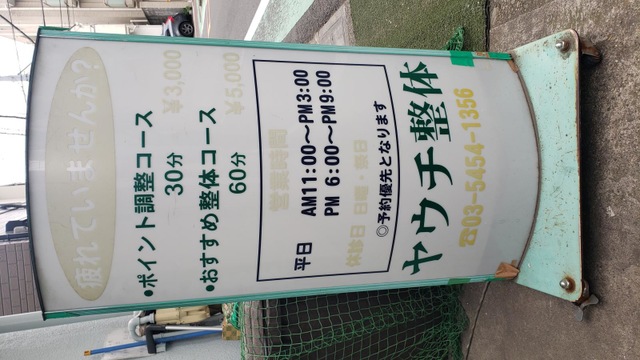 疲れていませんか?
•ポイント調整コース
30分 ¥3,000
•おすすめ整体コース
60分 ¥5,000
営業時間
平日 AM11:00〜PM3:00
PM 6:00〜PM9:00
休診日 日曜・祭日
◎予約優先となります
ヤウチ整体
☎03-5454-1356